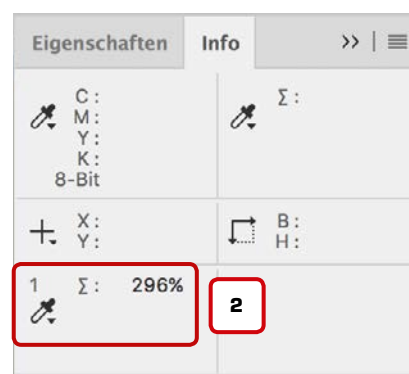 Eigenschaften Info >> | ≡
C:
M:
Y:
K:
8-Bit
Σ:
X:
Y:
B:
H:
1 Σ: 296%
2